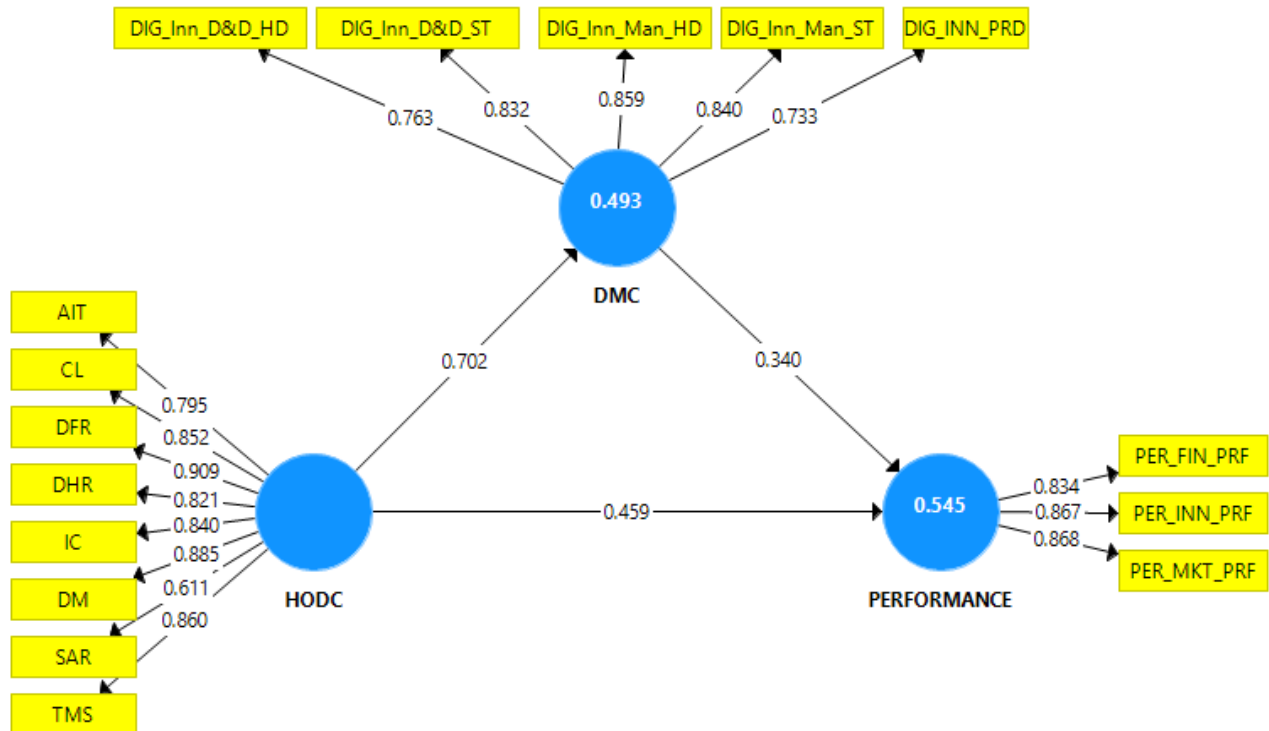 DIG_Inn_D&D_HD
DIG_Inn_D&D_ST
DIG_Inn_Man_HD
DIG_Inn_Man_ST
DIG_INN_PRD
0.763
0.832
0.859
0.840
0.733
0.493
DMC
AIT
CL
DFR
DHR
IC
DM
SAR
TMS
0.795
0.852
0.909
0.821
0.840
0.885
0.611
0.860
HODC
0.702
0.340
0.459
0.545
PERFORMANCE
0.834
0.867
0.868
PER_FIN_PRF
PER_INN_PRF
PER_MKT_PRF